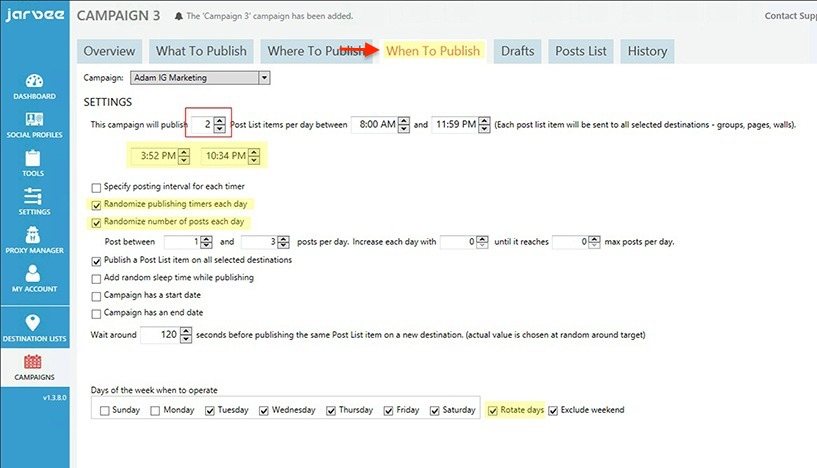 jarvee
CAMPAIGN 3
The 'Campaign 3' campaign has been added.
Contact Supp
Overview
What To Publish
Where To Publish
When To Publish
Drafts
Posts List
History
Campaign: Adam IG Marketing
SETTINGS
This campaign will publish 2 Post List items per day between 8:00 AM and 11:59 PM (Each post list item will be sent to all selected destinations - groups, pages, walls).
3:52 PM 10:34 PM
Specify posting interval for each timer
Randomize publishing timers each day
Randomize number of posts each day
Post between 1 and 3 posts per day. Increase each day with 0 until it reaches 0 max posts per day.
Publish a Post List item on all selected destinations
Add random sleep time while publishing
Campaign has a start date
Campaign has an end date
Wait around 120 seconds before publishing the same Post List item on a new destination. (actual value is chosen at random around target)
Days of the week when to operate
Sunday Monday Tuesday Wednesday Thursday Friday Saturday Rotate days Exclude weekend
DASHBOARD
SOCIAL PROFILES
TOOLS
SETTINGS
PROXY MANAGER
MY ACCOUNT
DESTINATION LISTS
CAMPAIGNS
v1.3.8.0